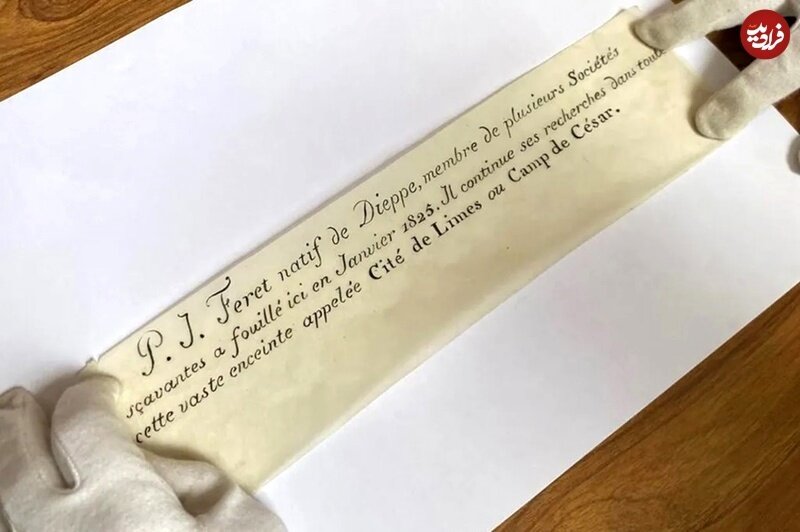 فرادید
P. J. Feret natif de Dieppe, membre de plusieurs Sociétés
sçavantes a fouillé ici en Janvier 1825. Il continue ses recherches dans toute
cette vaste enceinte appelée Cité de Limes ou Camp de César.